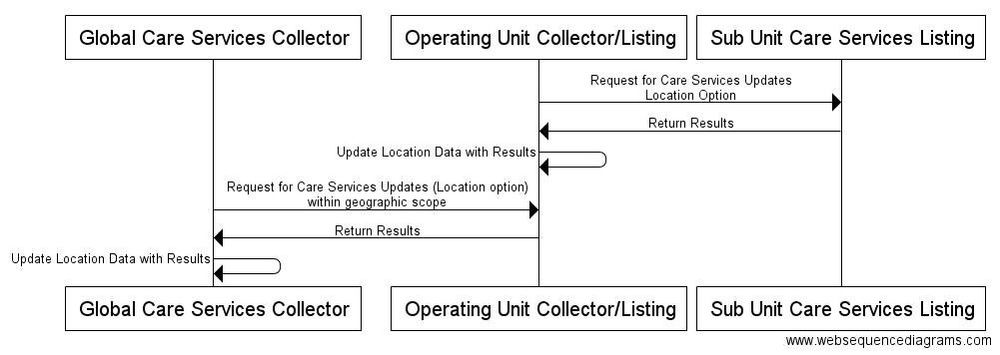 Global Care Services Collector
Operating Unit Collector/Listing
Sub Unit Care Services Listing
Request for Care Services Updates
Location Option
Return Results
Update Location Data with Results
Request for Care Services Updates (Location option)
within geographic scope
Return Results
Update Location Data with Results
Global Care Services Collector
Operating Unit Collector/Listing
Sub Unit Care Services Listing
www.websequencediagrams.com